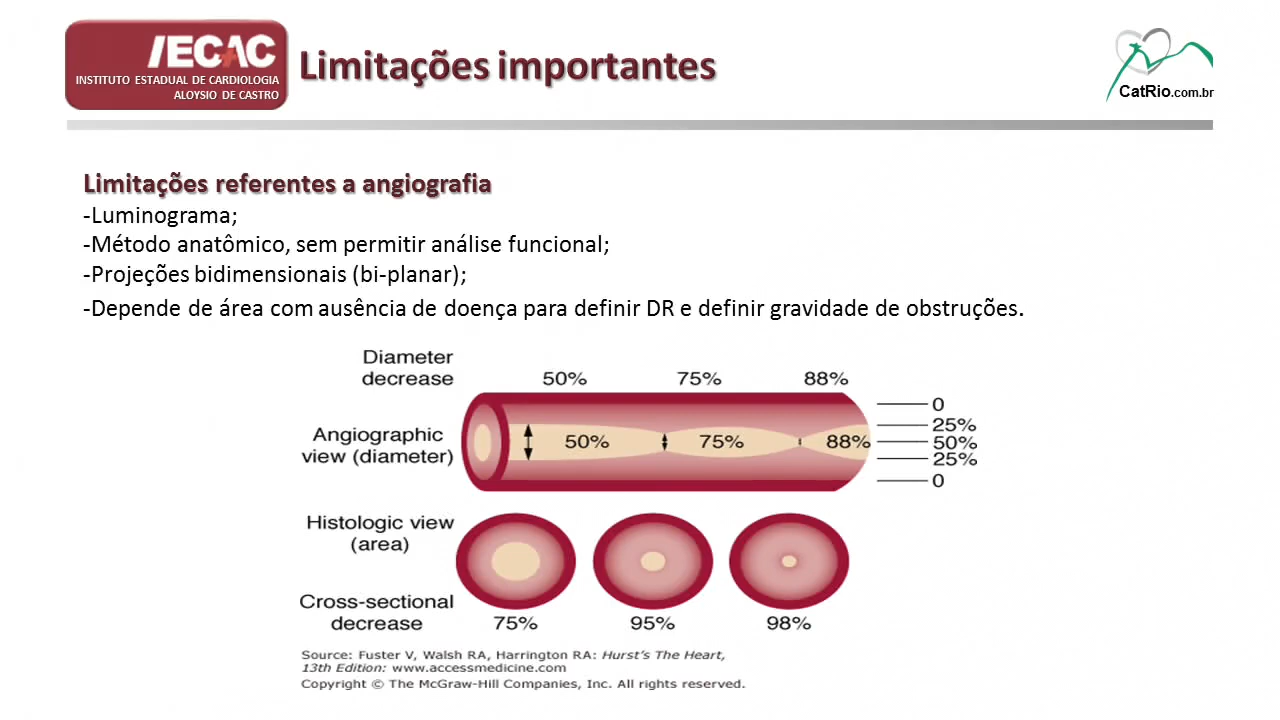 IECAC
INSTITUTO ESTADUAL DE CARDIOLOGIA
ALOYSIO DE CASTRO
Limitações importantes
CatRio.com.br
Limitações referentes a angiografia
-Luminograma;
-Método anatômico, sem permitir análise funcional;
-Projeções bidimensionais (bi-planar);
-Depende de área com ausência de doença para definir DR e definir gravidade de obstruções.
Diameter
decrease
50% 75% 88%
Angiographic
view (diameter)
50% 75% 88%
0
25%
50%
25%
0
Histologic view
(area)
Cross-sectional
decrease
75% 95% 98%
Source: Fuster V, Walsh RA, Harrington RA: Hurst's The Heart,
13th Edition: www.accessmedicine.com
Copyright © The McGraw-Hill Companies, Inc. All rights reserved.